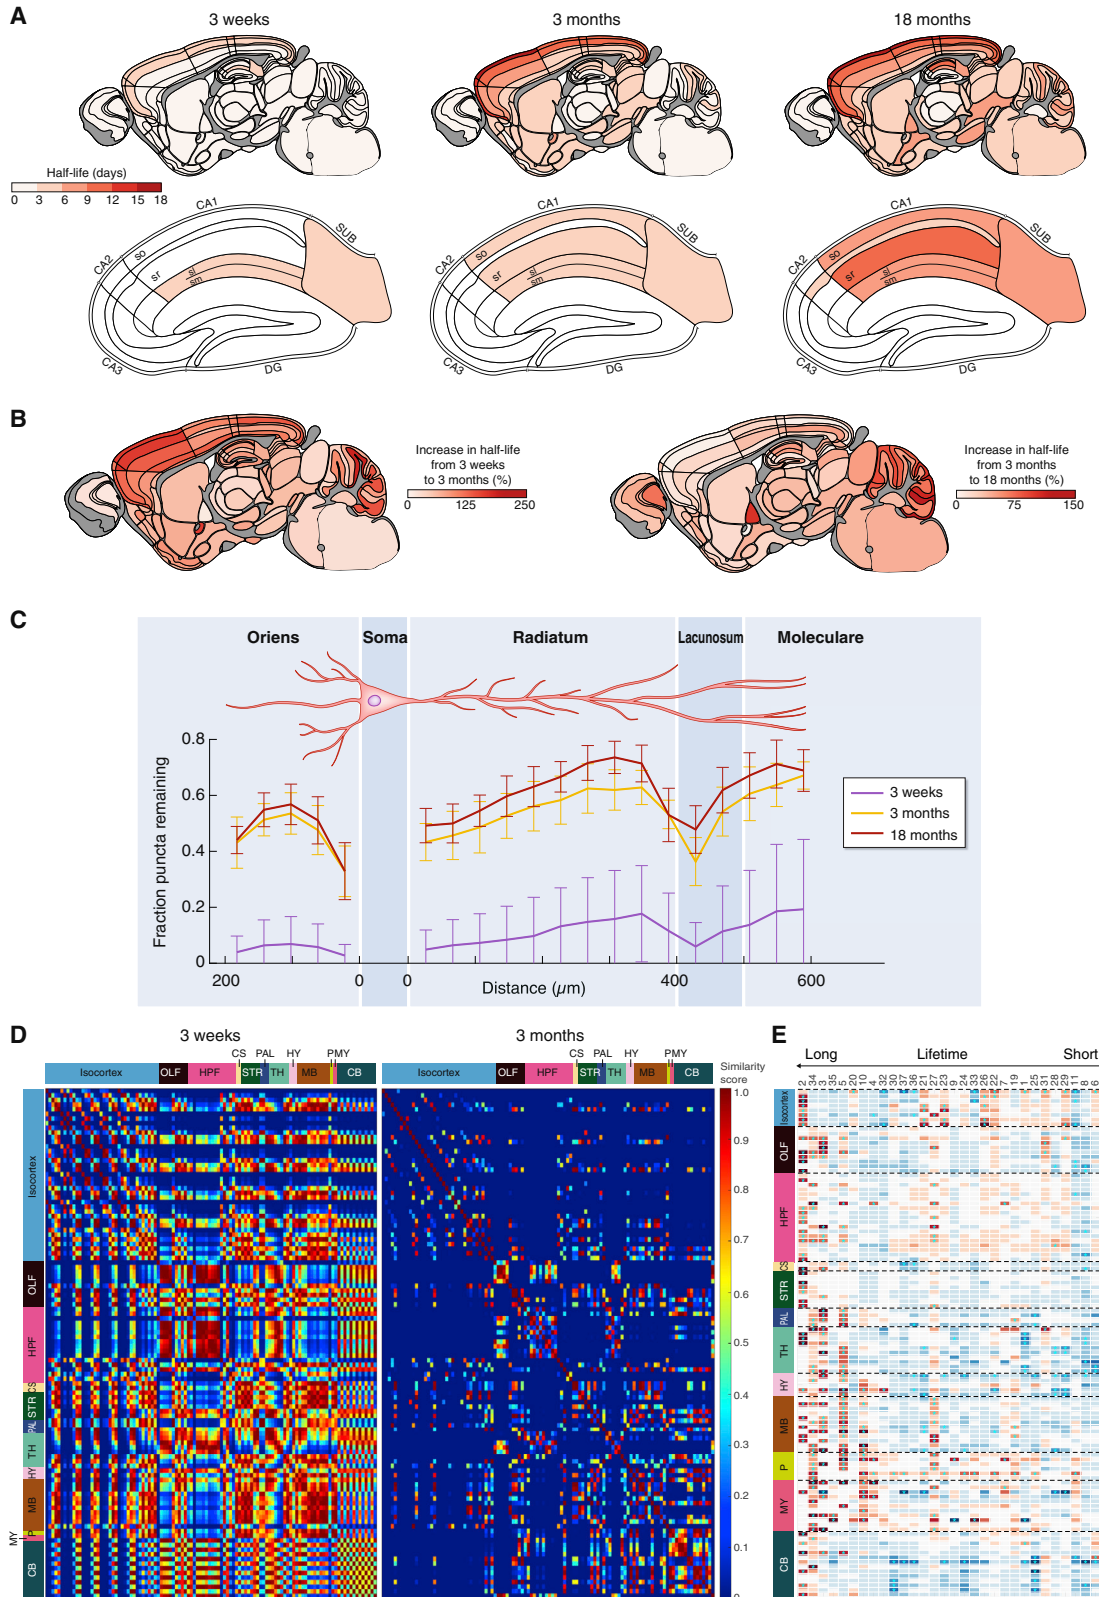 A
3 weeks
3 months
18 months
Half-life (days)
0 3 6 9 12 15 18
CA1
CA2
so
sr
sl
sm
SUB
CA3
DG
CA1
CA2
so
sr
sl
sm
SUB
CA3
DG
CA1
CA2
so
sr
sl
sm
SUB
CA3
DG
B
Increase in half-life
from 3 weeks
to 3 months (%)
0 125 250
Increase in half-life
from 3 months
to 18 months (%)
0 75 150
C
Oriens
Soma
Radiatum
Lacunosum
Moleculare
Fraction puncta remaining
0.8
0.6
0.4
0.2
0
200 0 0 400 600
Distance (µm)
3 weeks
3 months
18 months
D
3 weeks
3 months
CS PAL HY PMY
Isocortex OLF HPF STR TH MB CB
CS PAL HY PMY
Isocortex OLF HPF STR TH MB CB
Isocortex
OLF
HPF
CS
STR
PAL
TH
HY
MB
P
MY
CB
Similarity
score
1.0
0.9
0.8
0.7
0.6
0.5
0.4
0.3
0.2
0.1
0
E
Long Lifetime Short
Isocortex
OLF
HPF
CS
STR
PAL
TH
HY
MB
P
MY
CB